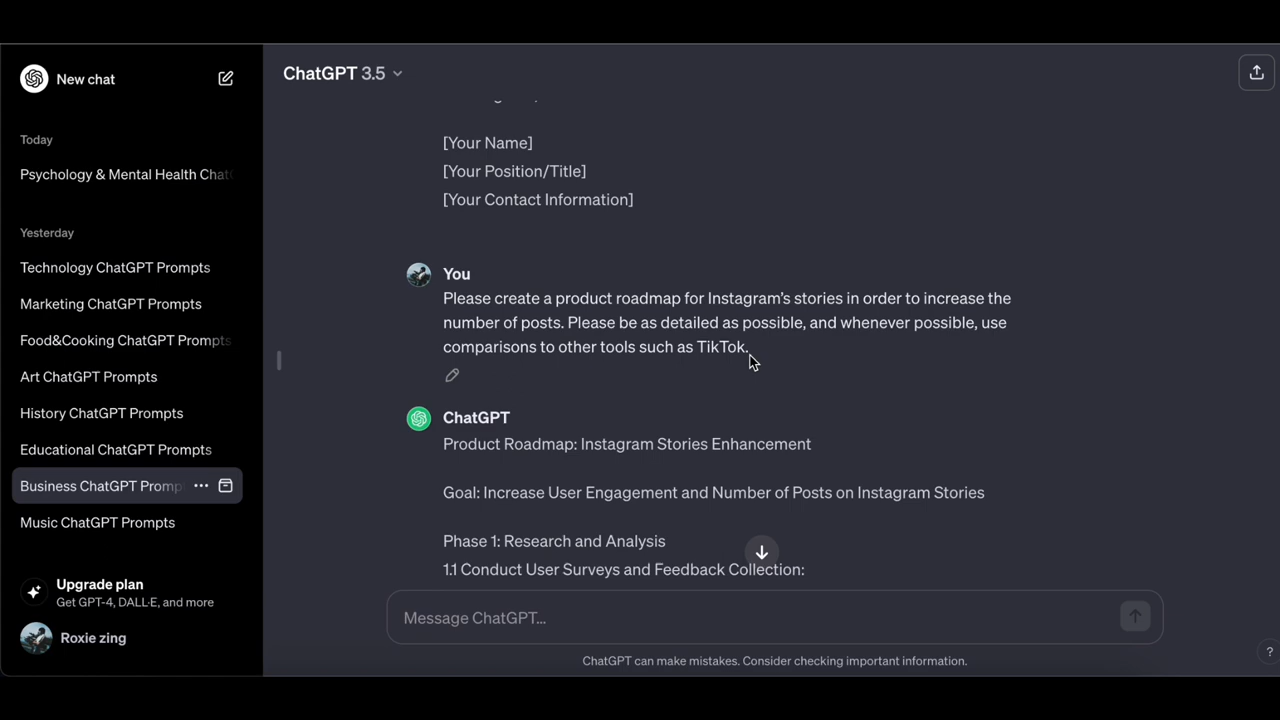 New chat
Today
Psychology & Mental Health Chat
Yesterday
Technology ChatGPT Prompts
Marketing ChatGPT Prompts
Food&Cooking ChatGPT Prompts
Art ChatGPT Prompts
History ChatGPT Prompts
Educational ChatGPT Prompts
Business ChatGPT Promp
Music ChatGPT Prompts
Upgrade plan
Get GPT-4, DALL·E, and more
Roxie zing
ChatGPT 3.5
[Your Name]
[Your Position/Title]
[Your Contact Information]
You
Please create a product roadmap for Instagram's stories in order to increase the
number of posts. Please be as detailed as possible, and whenever possible, use
comparisons to other tools such as TikTok.
ChatGPT
Product Roadmap: Instagram Stories Enhancement
Goal: Increase User Engagement and Number of Posts on Instagram Stories
Phase 1: Research and Analysis
1.1 Conduct User Surveys and Feedback Collection:
Message ChatGPT...
ChatGPT can make mistakes. Consider checking important information.
?